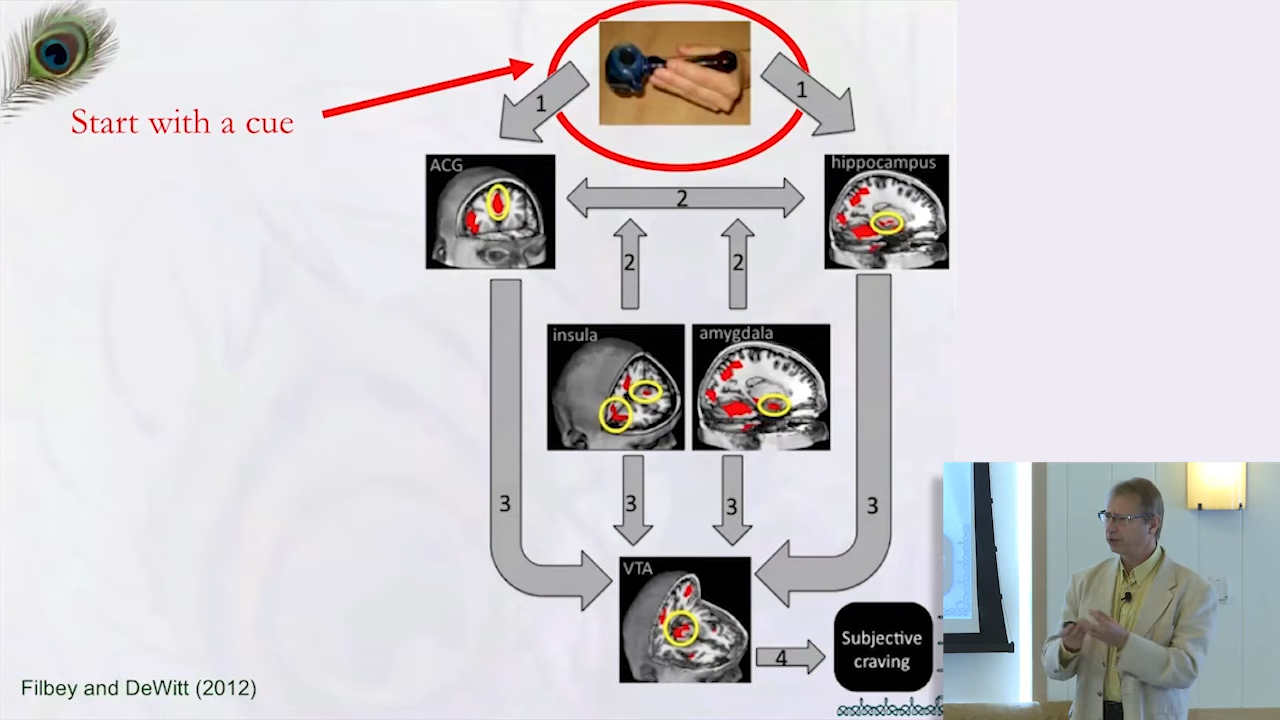 Start with a cue
1
1
ACG
hippocampus
2
2
2
insula
amygdala
3
3
3
3
VTA
4
Subjective
craving
Filbey and DeWitt (2012)